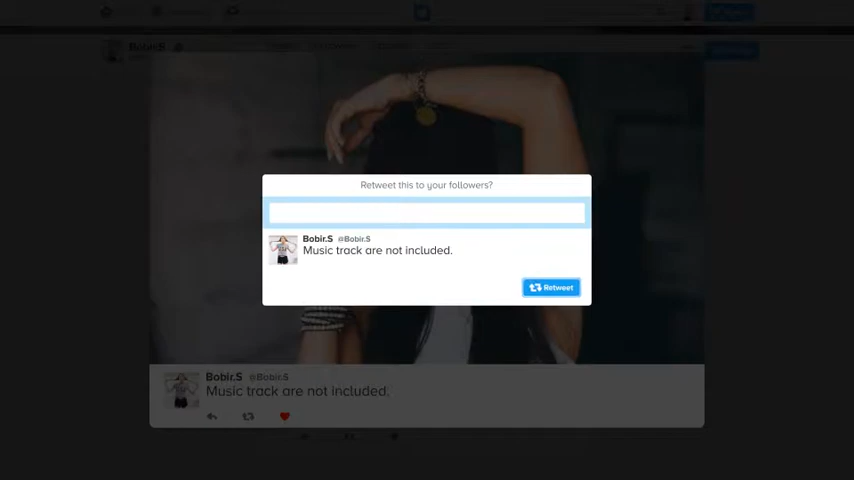 Bobir.S
Retweet this to your followers?
Bobir.S @Bobir.S
Music track are not included.
Retweet
Bobir.S @Bobir.S
Music track are not included.